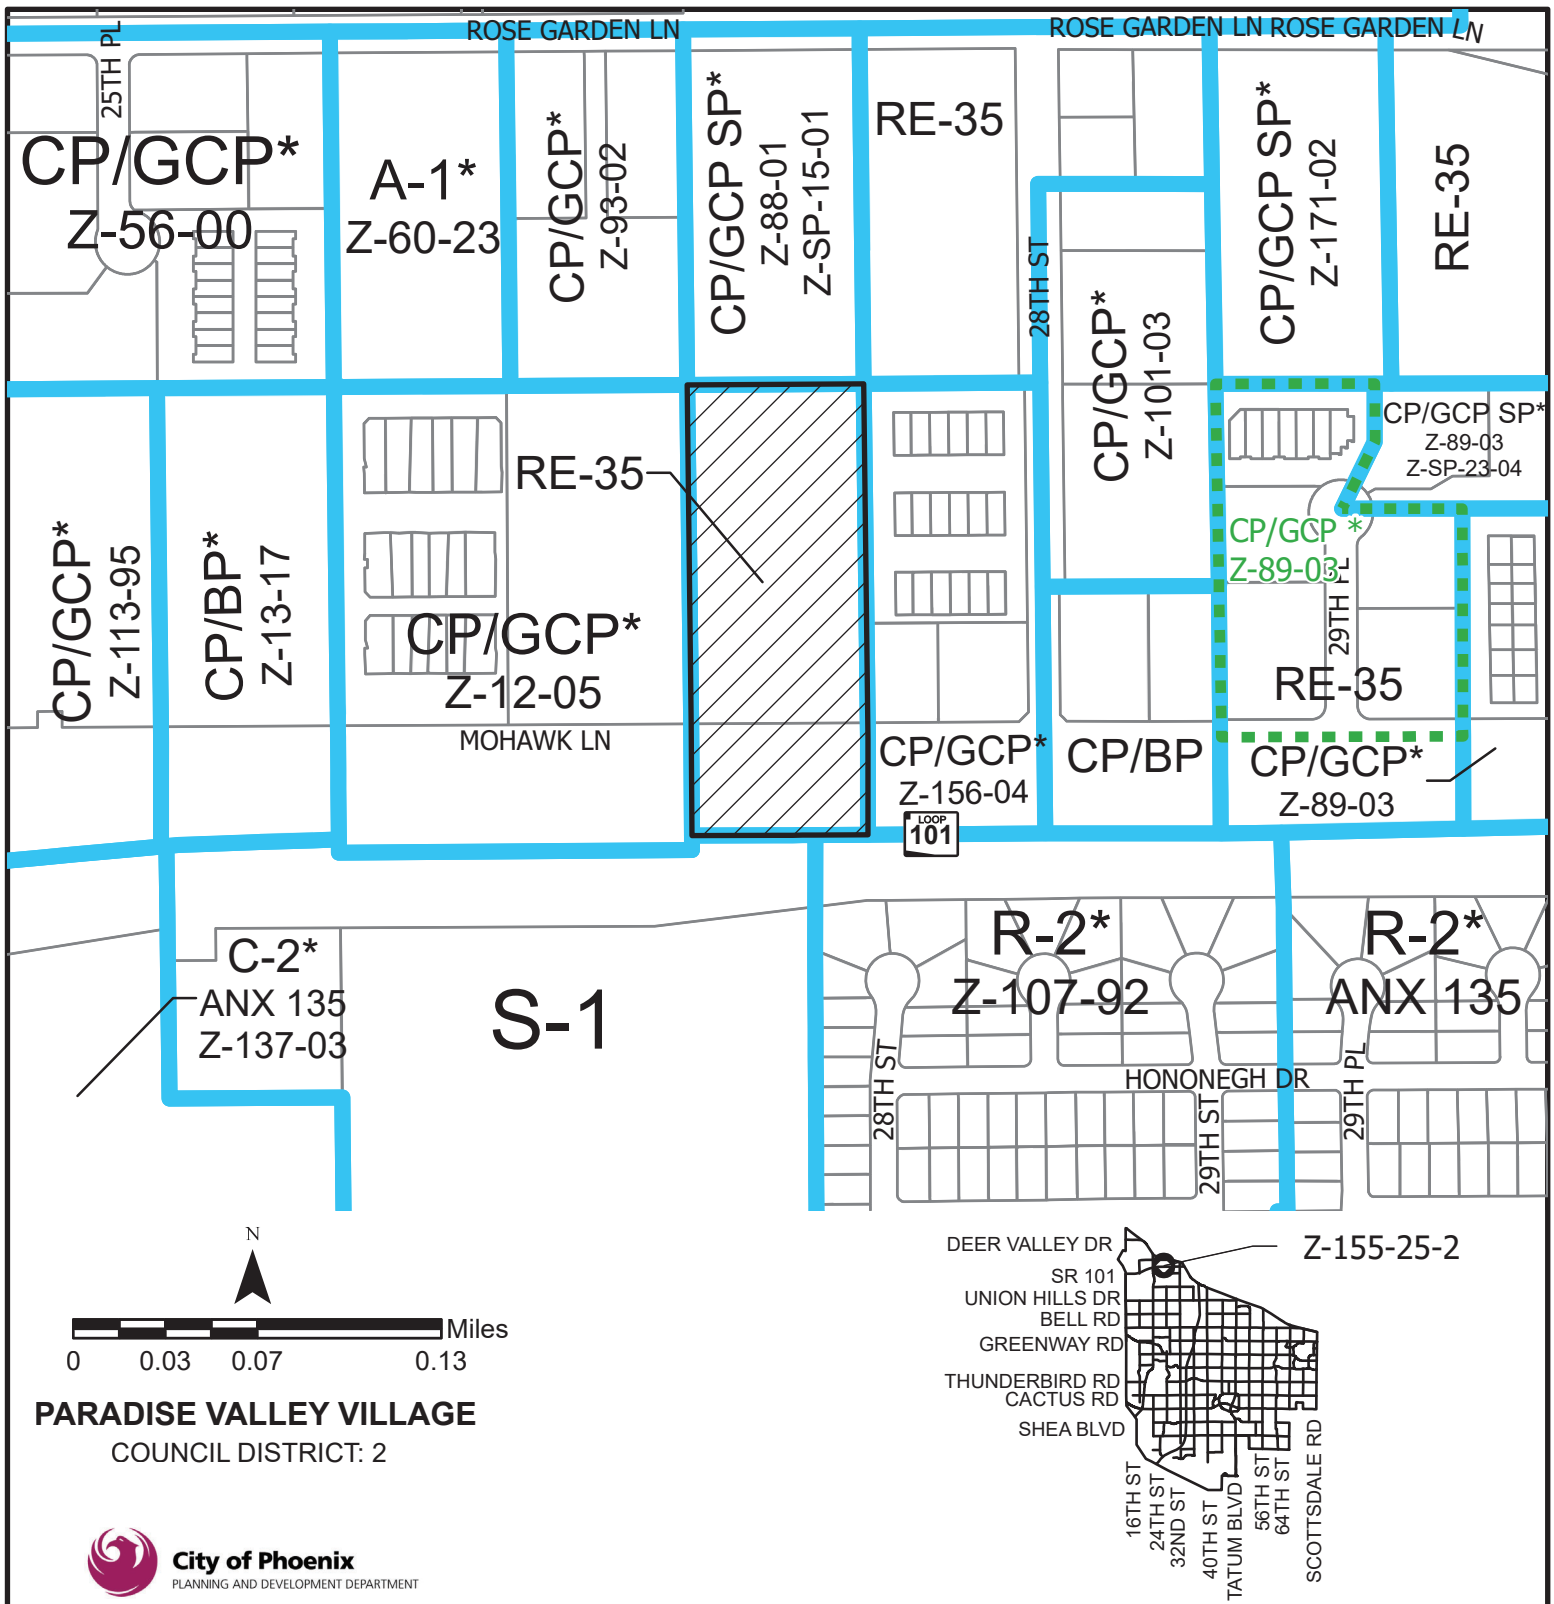 ROSE GARDEN LN
ROSE GARDEN LN
ROSE GARDEN LN
25TH PL
CP/GCP*
Z-56-00
A-1*
Z-60-23
CP/GCP*
Z-93-02
CP/GCP SP*
Z-88-01
Z-SP-15-01
RE-35
28TH ST
CP/GCP*
Z-101-03
CP/GCP SP*
Z-171-02
RE-35
CP/GCP*
Z-113-95
CP/BP*
Z-13-17
RE-35
CP/GCP*
Z-12-05
MOHAWK LN
CP/GCP SP*
Z-89-03
Z-SP-23-04
CP/GCP *
Z-89-03
29TH PL
RE-35
CP/GCP*
Z-156-04
CP/BP
CP/GCP*
Z-89-03
LOOP
101
C-2*
ANX 135
Z-137-03
S-1
R-2*
Z-107-92
R-2*
ANX 135
28TH ST
HONONEGH DR
29TH ST
29TH PL
N
Miles
0 0.03 0.07 0.13
PARADISE VALLEY VILLAGE
COUNCIL DISTRICT: 2
City of Phoenix
PLANNING AND DEVELOPMENT DEPARTMENT
Z-155-25-2
DEER VALLEY DR
SR 101
UNION HILLS DR
BELL RD
GREENWAY RD
THUNDERBIRD RD
CACTUS RD
SHEA BLVD
16TH ST
24TH ST
32ND ST
40TH ST
TATUM BLVD
56TH ST
64TH ST
SCOTTSDALE RD